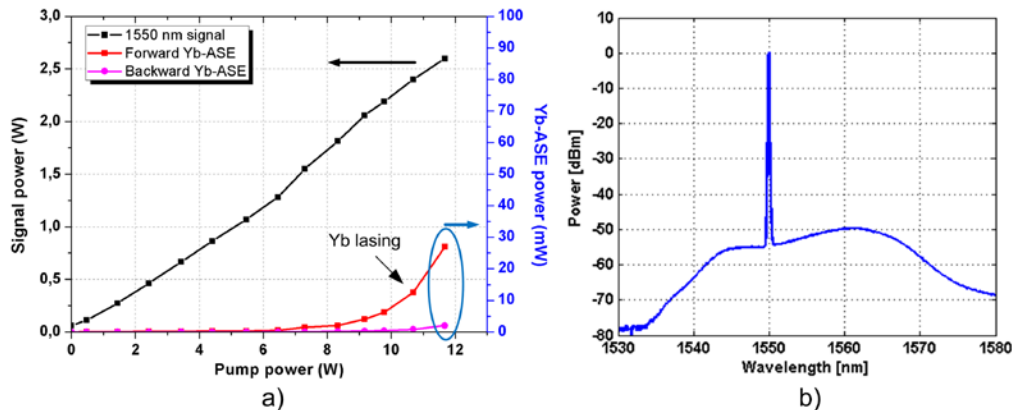 3,0
2,5
2,0
1,5
1,0
0,5
0,0
Signal power (W)
1550 nm signal
Forward Yb-ASE
Backward Yb-ASE
Yb lasing
0 2 4 6 8 10 12
Pump power (W)
100
90
80
70
60
50
40
30
20
10
0
Yb-ASE power (mW)
a)
10
0
-10
-20
-30
-40
-50
-60
-70
-80
Power [dBm]
1530 1540 1550 1560 1570 1580
Wavelength [nm]
b)